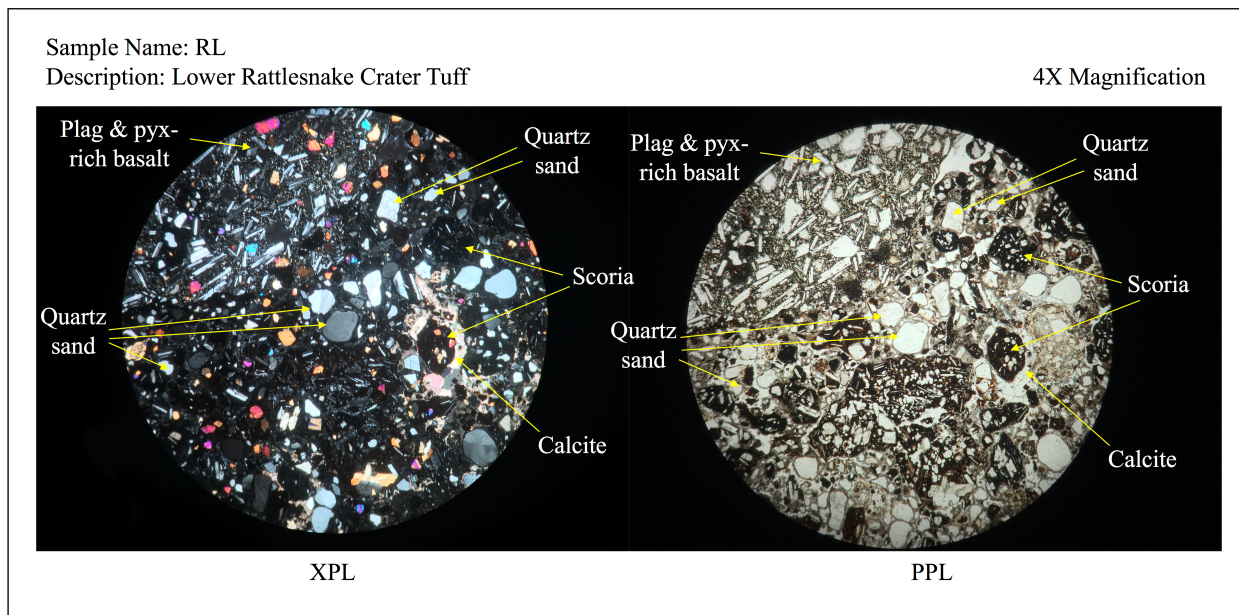 Sample Name: RL
Description: Lower Rattlesnake Crater Tuff
4X Magnification
Plag & pyx-
rich basalt
Quartz
sand
Scoria
Quartz
sand
Calcite
XPL
Plag & pyx-
rich basalt
Quartz
sand
Scoria
Quartz
sand
Calcite
PPL